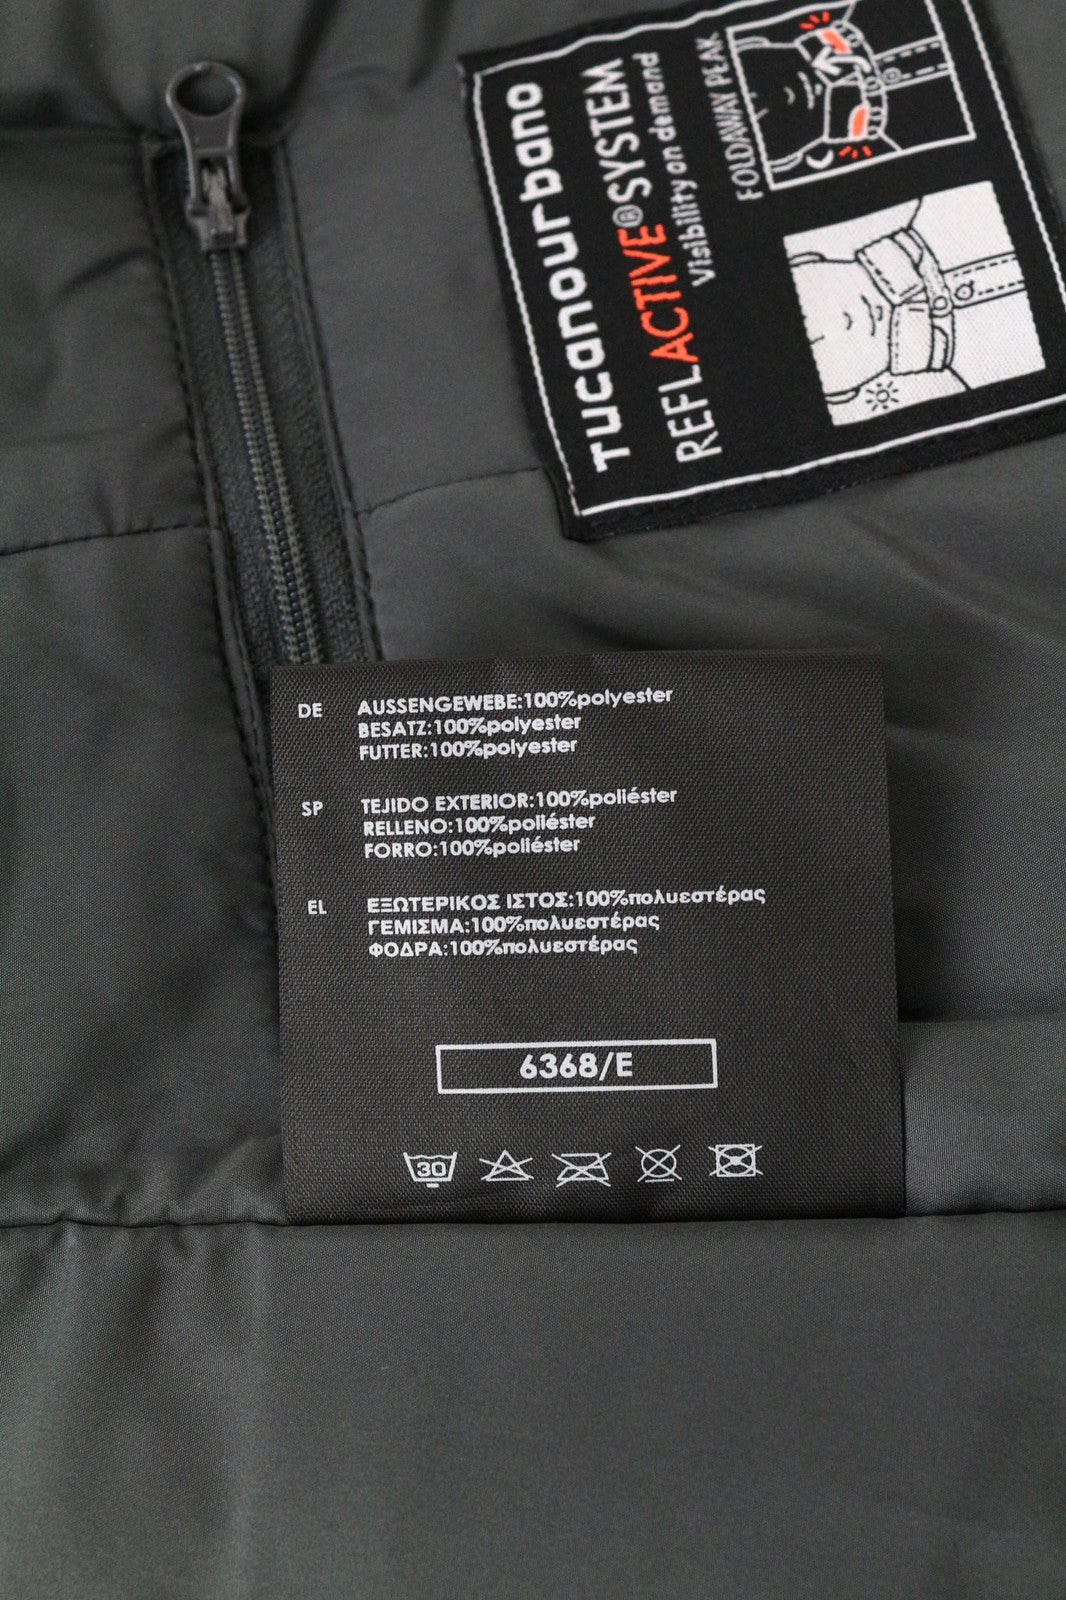 Tucanourbano
REFLACTIVE®SYSTEM
Visibility on demand
FOLDAWAY PEAK
DE AUSSENGEWEBE:100%polyester
BESATZ:100%polyester
FUTTER:100%polyester
SP TEJIDO EXTERIOR:100%poliéster
RELLENO:100%poliéster
FORRO:100%poliéster
EL ΕΞΩΤΕΡΙΚΟΣ ΙΣΤΟΣ:100%πολυεστέρας
ΓΕΜΙΣΜΑ:100%πολυεστέρας
ΦΟΔΡΑ:100%πολυεστέρας
6368/E
30